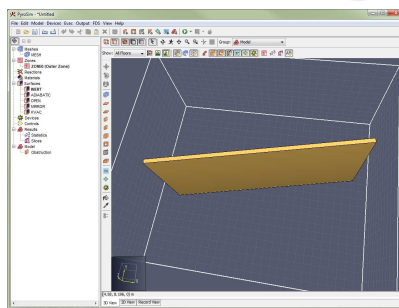 PyroSim - *Untitled
File Edit Model Devices Evac Output FDS View Help
Show: All Floors
Group: Model
Meshes
MESH
Zones
ZONE0 (Outer Zone)
Reactions
Materials
Surfaces
INERT
ADIABATIC
OPEN
MIRROR
HVAC
Devices
Controls
Results
Statistics
Slices
Model
Obstruction
3D View 2D View Record View